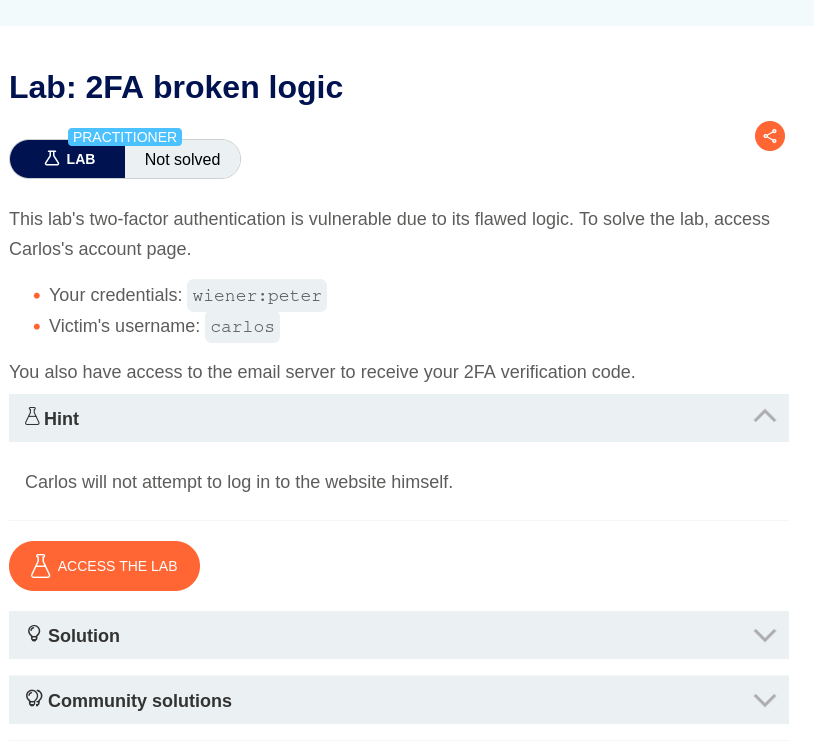 Lab: 2FA broken logic
PRACTITIONER
LAB
Not solved
This lab's two-factor authentication is vulnerable due to its flawed logic. To solve the lab, access
Carlos's account page.
Your credentials: wiener:peter
Victim's username: carlos
You also have access to the email server to receive your 2FA verification code.
Hint
Carlos will not attempt to log in to the website himself.
ACCESS THE LAB
Solution
Community solutions